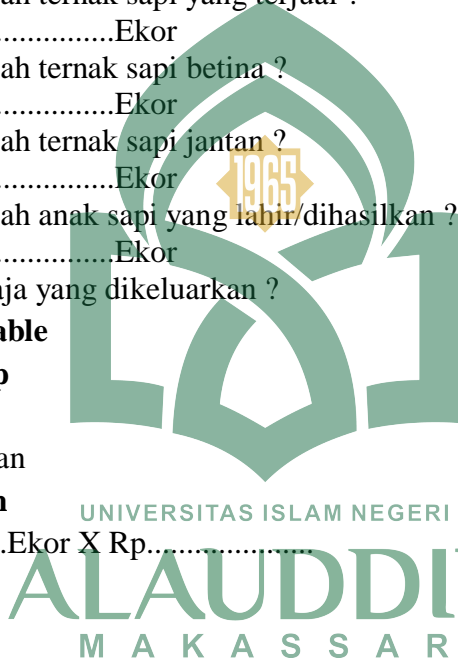 ah ternak sapi yang terjual ?
...............Ekor
ah ternak sapi betina ?
...............Ekor
ah ternak sapi jantan ?
...............Ekor
1965
ah anak sapi yang lahir/dihasilkan ?
...............Ekor
aja yang dikeluarkan ?
able
p
an
n
UNIVERSITAS ISLAM NEGERI
.Ekor X Rp.....................
ALAUDDI
MAKASSAR